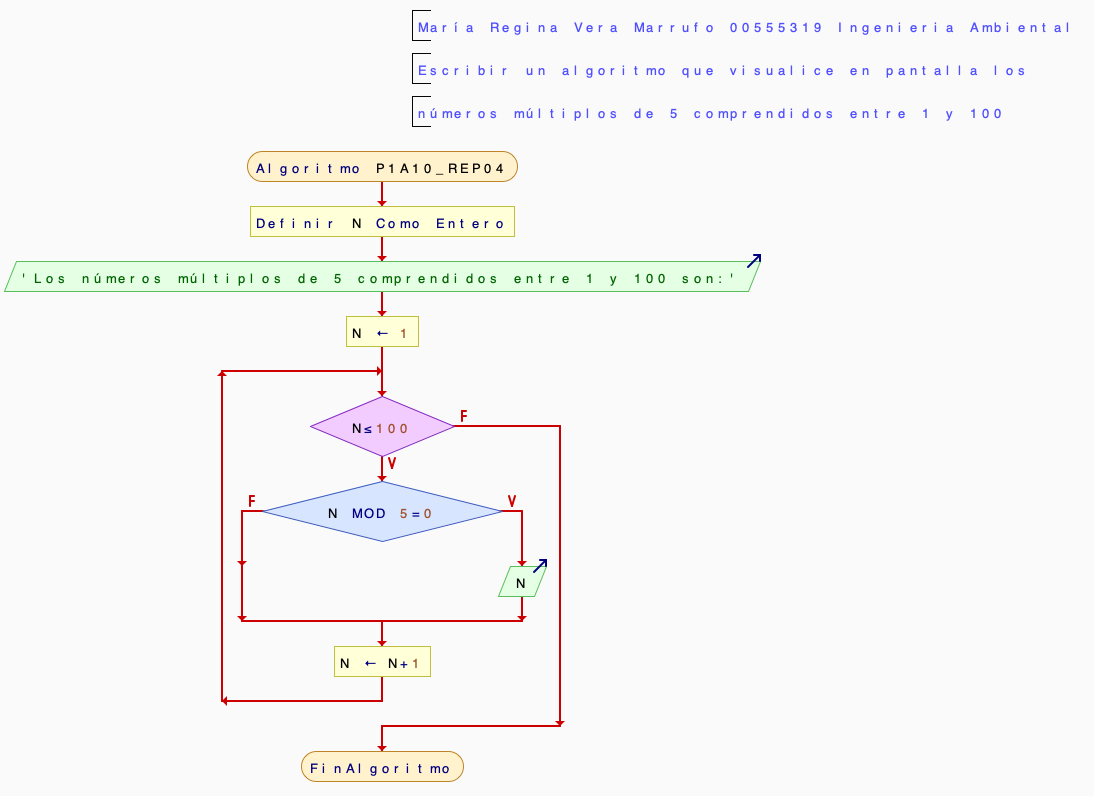 María Regina Vera Marrufo 00555319 Ingenieria Ambiental
Escribir un algoritmo que visualice en pantalla los
números múltiplos de 5 comprendidos entre 1 y 100
Algoritmo P1A10_REP04
Definir N Como Entero
'Los números múltiplos de 5 comprendidos entre 1 y 100 son:'
N ← 1
N≤100
F
V
F
N MOD 5=0
V
N
N ← N+1
FinAlgoritmo